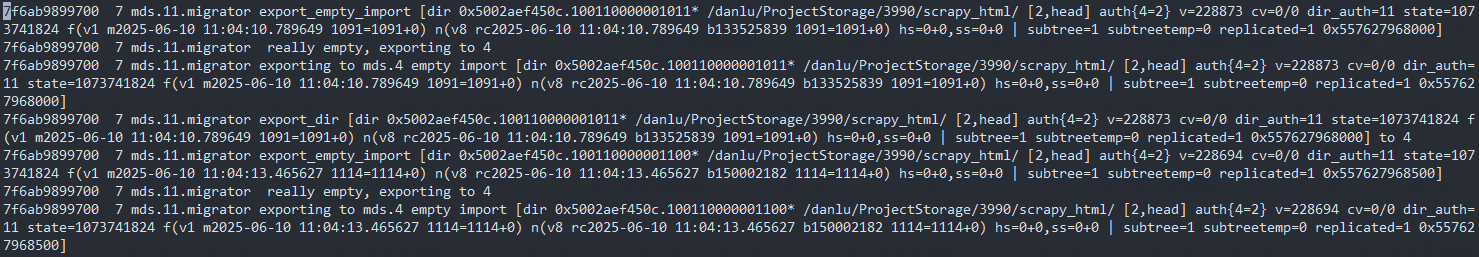 7f6ab9899700  7 mds.11.migrator export_empty_import [dir 0x5002aef450c.100110000001011* /danlu/ProjectStorage/3990/scrapy_html/ [2,head] auth{4=2} v=228873 cv=0/0 dir_auth=11 state=107
3741824 f(v1 m2025-06-10 11:04:10.789649 1091=1091+0) n(v8 rc2025-06-10 11:04:10.789649 b133525839 1091=1091+0) hs=0+0,ss=0+0 | subtree=1 subtreetemp=0 replicated=1 0x557627968000]
7f6ab9899700  7 mds.11.migrator  really empty, exporting to 4
7f6ab9899700  7 mds.11.migrator exporting to mds.4 empty import [dir 0x5002aef450c.100110000001011* /danlu/ProjectStorage/3990/scrapy_html/ [2,head] auth{4=2} v=228873 cv=0/0 dir_auth=
11 state=1073741824 f(v1 m2025-06-10 11:04:10.789649 1091=1091+0) n(v8 rc2025-06-10 11:04:10.789649 b133525839 1091=1091+0) hs=0+0,ss=0+0 | subtree=1 subtreetemp=0 replicated=1 0x55762
7968000]
7f6ab9899700  7 mds.11.migrator export_dir [dir 0x5002aef450c.100110000001011* /danlu/ProjectStorage/3990/scrapy_html/ [2,head] auth{4=2} v=228873 cv=0/0 dir_auth=11 state=1073741824 f
(v1 m2025-06-10 11:04:10.789649 1091=1091+0) n(v8 rc2025-06-10 11:04:10.789649 b133525839 1091=1091+0) hs=0+0,ss=0+0 | subtree=1 subtreetemp=0 replicated=1 0x557627968000] to 4
7f6ab9899700  7 mds.11.migrator export_empty_import [dir 0x5002aef450c.100110000001100* /danlu/ProjectStorage/3990/scrapy_html/ [2,head] auth{4=2} v=228694 cv=0/0 dir_auth=11 state=107
3741824 f(v1 m2025-06-10 11:04:13.465627 1114=1114+0) n(v8 rc2025-06-10 11:04:13.465627 b150002182 1114=1114+0) hs=0+0,ss=0+0 | subtree=1 subtreetemp=0 replicated=1 0x557627968500]
7f6ab9899700  7 mds.11.migrator  really empty, exporting to 4
7f6ab9899700  7 mds.11.migrator exporting to mds.4 empty import [dir 0x5002aef450c.100110000001100* /danlu/ProjectStorage/3990/scrapy_html/ [2,head] auth{4=2} v=228694 cv=0/0 dir_auth=
11 state=1073741824 f(v1 m2025-06-10 11:04:13.465627 1114=1114+0) n(v8 rc2025-06-10 11:04:13.465627 b150002182 1114=1114+0) hs=0+0,ss=0+0 | subtree=1 subtreetemp=0 replicated=1 0x55762
7968500]